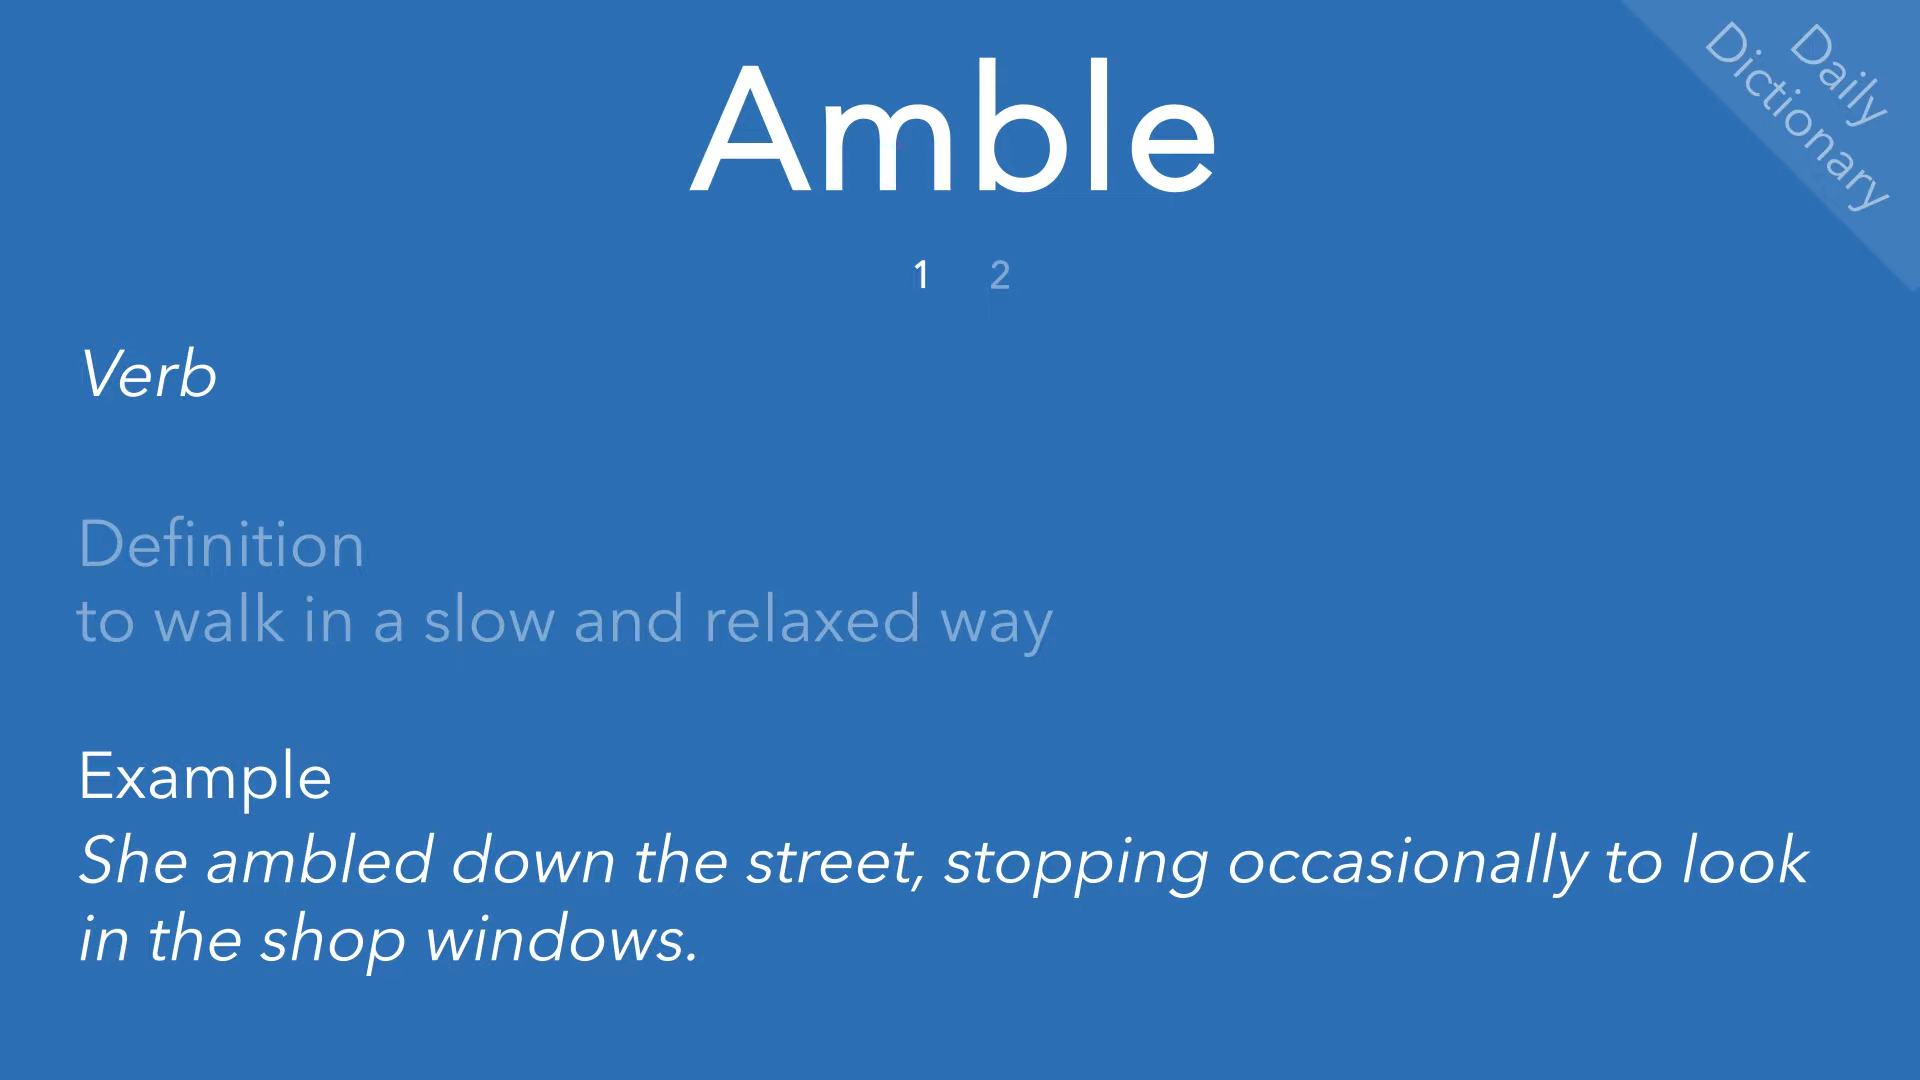 Amble
Daily
Dictionary
1 2
Verb
Definition
to walk in a slow and relaxed way
Example
She ambled down the street, stopping occasionally to look
in the shop windows.